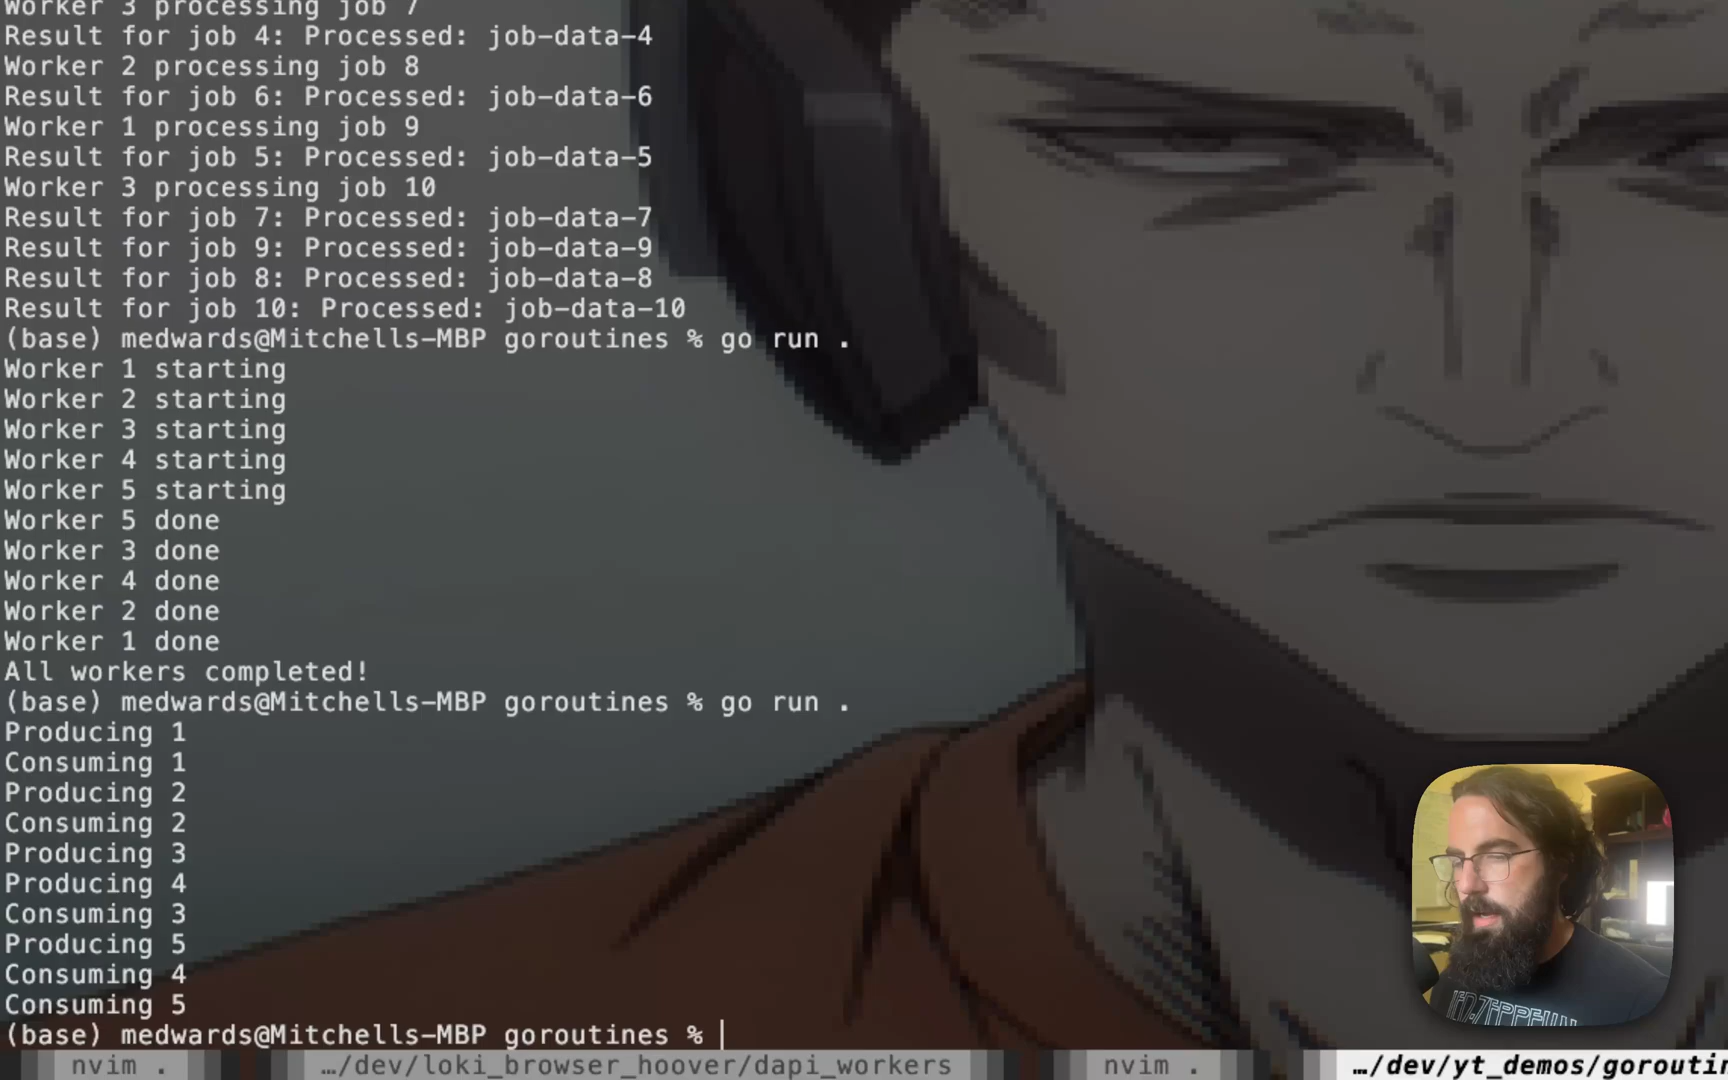 Worker 3 processing job 7
Result for job 4: Processed: job-data-4
Worker 2 processing job 8
Result for job 6: Processed: job-data-6
Worker 1 processing job 9
Result for job 5: Processed: job-data-5
Worker 3 processing job 10
Result for job 7: Processed: job-data-7
Result for job 9: Processed: job-data-9
Result for job 8: Processed: job-data-8
Result for job 10: Processed: job-data-10
(base) medwards@Mitchells-MBP goroutines % go run .
Worker 1 starting
Worker 2 starting
Worker 3 starting
Worker 4 starting
Worker 5 starting
Worker 5 done
Worker 3 done
Worker 4 done
Worker 2 done
Worker 1 done
All workers completed!
(base) medwards@Mitchells-MBP goroutines % go run .
Producing 1
Consuming 1
Producing 2
Consuming 2
Producing 3
Producing 4
Consuming 3
Producing 5
Consuming 4
Consuming 5
(base) medwards@Mitchells-MBP goroutines %
LED-ZEPPELIN
nvim . …/dev/loki_browser_hoover/dapi_workers nvim . …/dev/yt_demos/goroutin